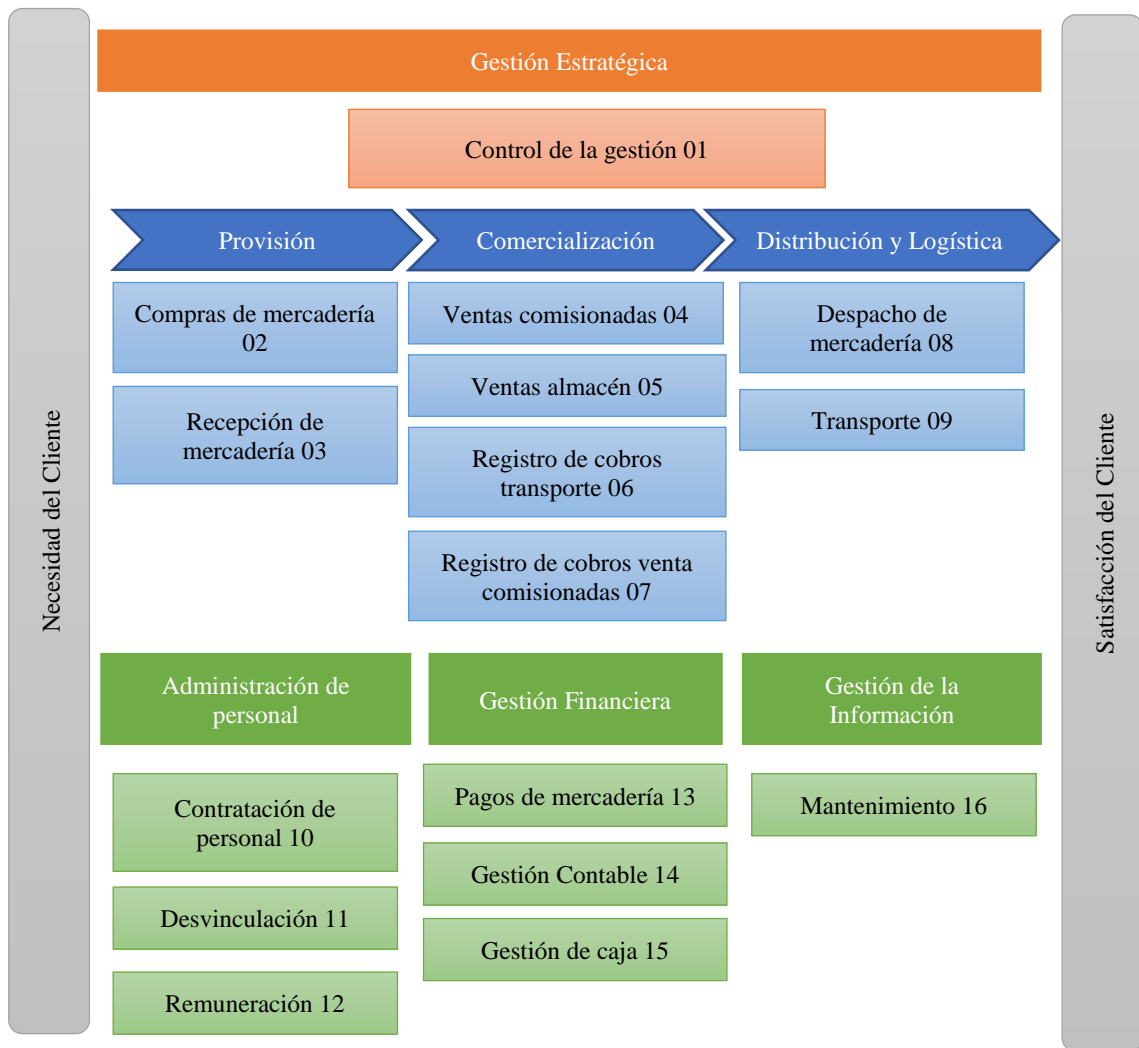 Gestión Estratégica
Control de la gestión 01
Provisión
Comercialización
Distribución y Logística
Compras de mercadería
02
Recepción de
mercadería 03
Ventas comisionadas 04
Ventas almacén 05
Registro de cobros
transporte 06
Registro de cobros venta
comisionadas 07
Despacho de
mercadería 08
Transporte 09
Necesidad del Cliente
Satisfacción del Cliente
Administración de
personal
Gestión Financiera
Gestión de la
Información
Contratación de
personal 10
Desvinculación 11
Remuneración 12
Pagos de mercadería 13
Gestión Contable 14
Gestión de caja 15
Mantenimiento 16